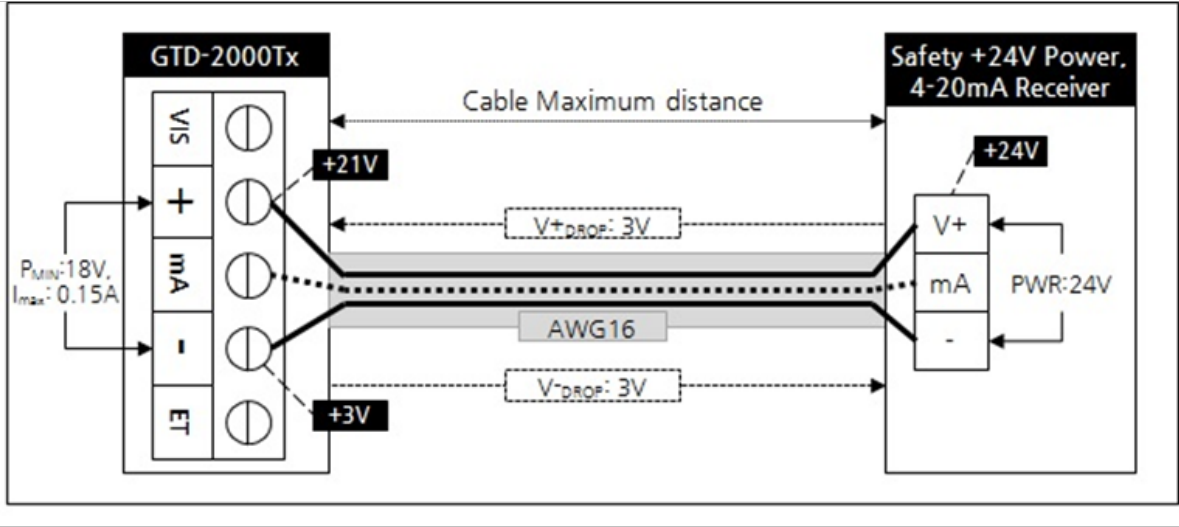 GTD-2000Tx
Safety +24V Power,
4-20mA Receiver
Cable Maximum distance
VIS
+
mA
-
ET
+21V
+3V
PMIN:18V,
Imax: 0.15A
V+DROP: 3V
AWG16
V-DROP: 3V
+24V
V+
mA
-
PWR:24V